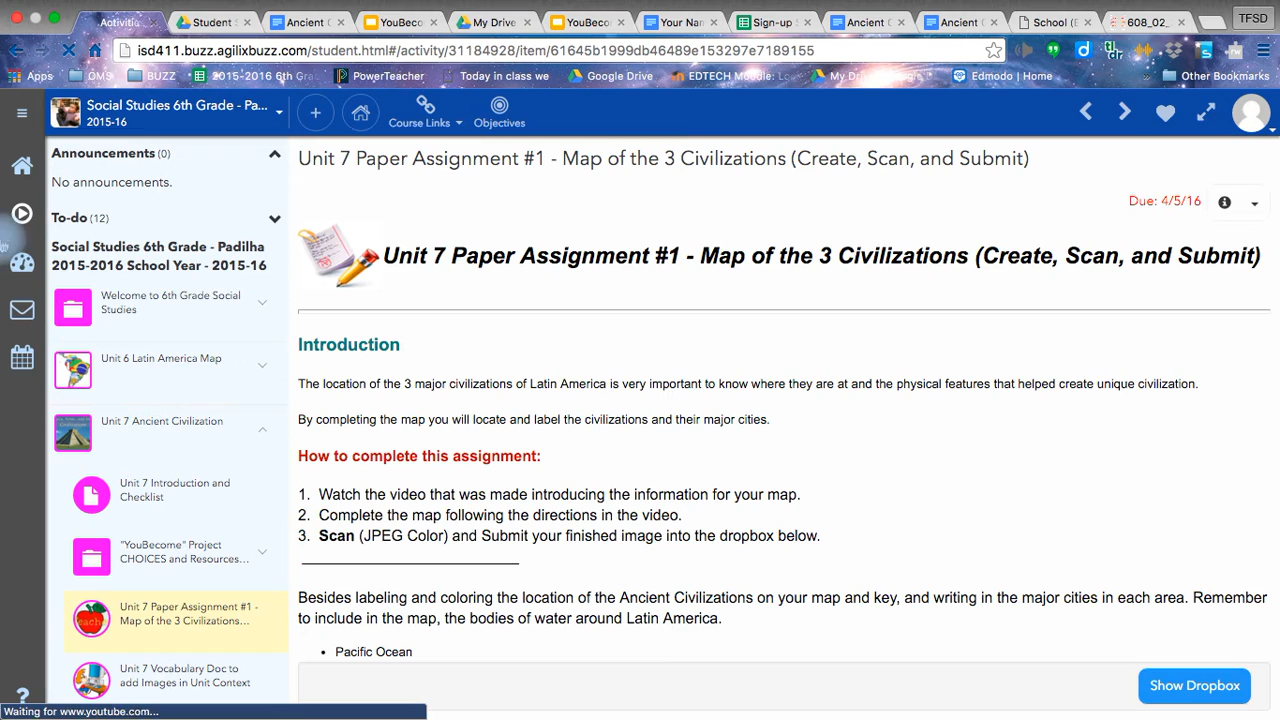 Activitie
Student S
Ancient C
YouBecom
My Drive
YouBecom
Your Nam
Sign-up S
Ancient C
Ancient C
School (E
608_02_
TFSD
isd411.buzz.agilixbuzz.com/student.html#/activity/31184928/item/61645b1999db46489e153297e7189155
Apps
OMS
BUZZ
2015-2016 6th Gra
PowerTeacher
Today in class we
Google Drive
EDTECH Moodle: Lo
My Drive
Edmodo | Home
»
Other Bookmarks
Social Studies 6th Grade - Pa...
2015-16
Course Links
Objectives
Announcements (0)
No announcements.
To-do (12)
Social Studies 6th Grade - Padilha
2015-2016 School Year - 2015-16
Welcome to 6th Grade Social
Studies
Unit 6 Latin America Map
Unit 7 Ancient Civilization
Unit 7 Introduction and
Checklist
"YouBecome" Project
CHOICES and Resources...
Unit 7 Paper Assignment #1 -
Map of the 3 Civilizations...
Unit 7 Vocabulary Doc to
add Images in Unit Context
?
Waiting for www.youtube.com...
Unit 7 Paper Assignment #1 - Map of the 3 Civilizations (Create, Scan, and Submit)
Due: 4/5/16
Unit 7 Paper Assignment #1 - Map of the 3 Civilizations (Create, Scan, and Submit)
Introduction
The location of the 3 major civilizations of Latin America is very important to know where they are at and the physical features that helped create unique civilization.
By completing the map you will locate and label the civilizations and their major cities.
How to complete this assignment:
1. Watch the video that was made introducing the information for your map.
2. Complete the map following the directions in the video.
3. Scan (JPEG Color) and Submit your finished image into the dropbox below.
Besides labeling and coloring the location of the Ancient Civilizations on your map and key, and writing in the major cities in each area. Remember
to include in the map, the bodies of water around Latin America.
• Pacific Ocean
Show Dropbox